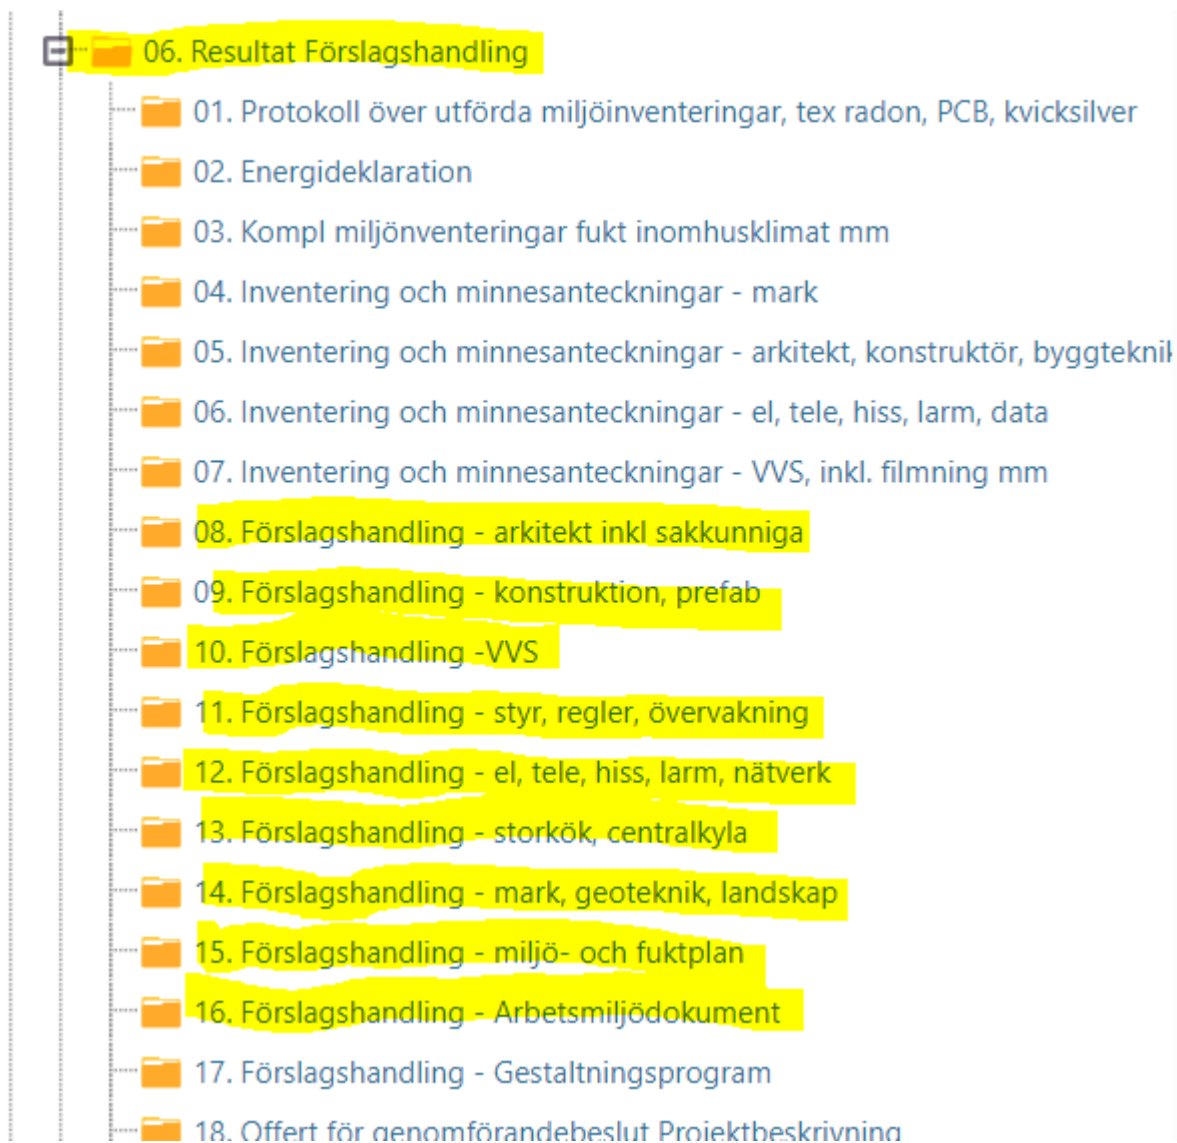 06. Resultat Förslagshandling
01. Protokoll över utförda miljöinventeringar, tex radon, PCB, kvicksilver
02. Energideklaration
03. Kompl miljönventeringar fukt inomhusklimat mm
04. Inventering och minnesanteckningar - mark
05. Inventering och minnesanteckningar - arkitekt, konstruktör, byggteknik
06. Inventering och minnesanteckningar - el, tele, hiss, larm, data
07. Inventering och minnesanteckningar - VVS, inkl. filmning mm
08. Förslagshandling - arkitekt inkl sakkunniga
09. Förslagshandling - konstruktion, prefab
10. Förslagshandling -VVS
11. Förslagshandling - styr, regler, övervakning
12. Förslagshandling - el, tele, hiss, larm, nätverk
13. Förslagshandling - storkök, centralkyla
14. Förslagshandling - mark, geoteknik, landskap
15. Förslagshandling - miljö- och fuktplan
16. Förslagshandling - Arbetsmiljödokument
17. Förslagshandling - Gestaltningsprogram
18. Offert för genomförandebeslut Projektbeskrivning